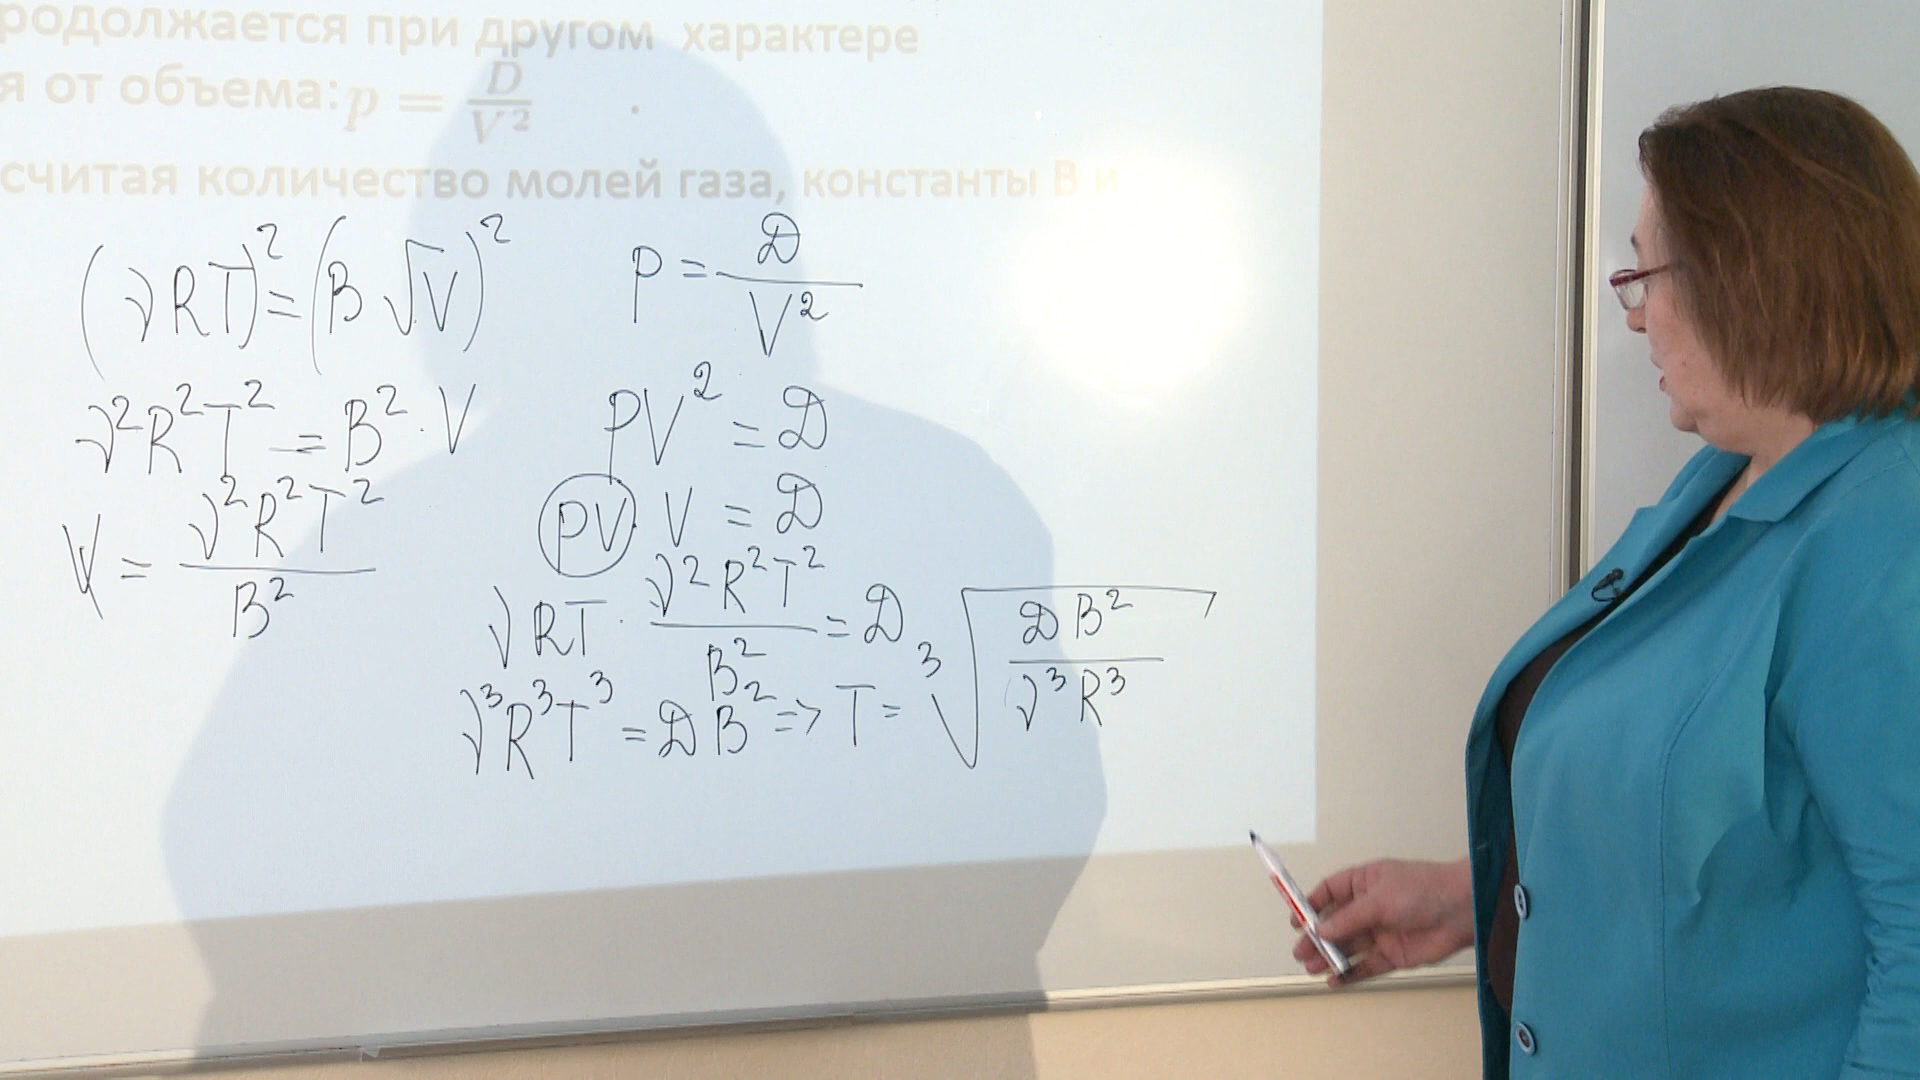 родолжается при другом характере
я от объема: p = D/V²
считая количество молей газа, константы В и
(νRT)² = (B√V)²
P = D/V²
ν²R²T² = B² · V
PV² = D
V = ν²R²T²/B²
PV V = D
νRT · ν²R²T²/B² = D
ν³R³T³ = DB² => T = ³√(DB²/ν³R³)